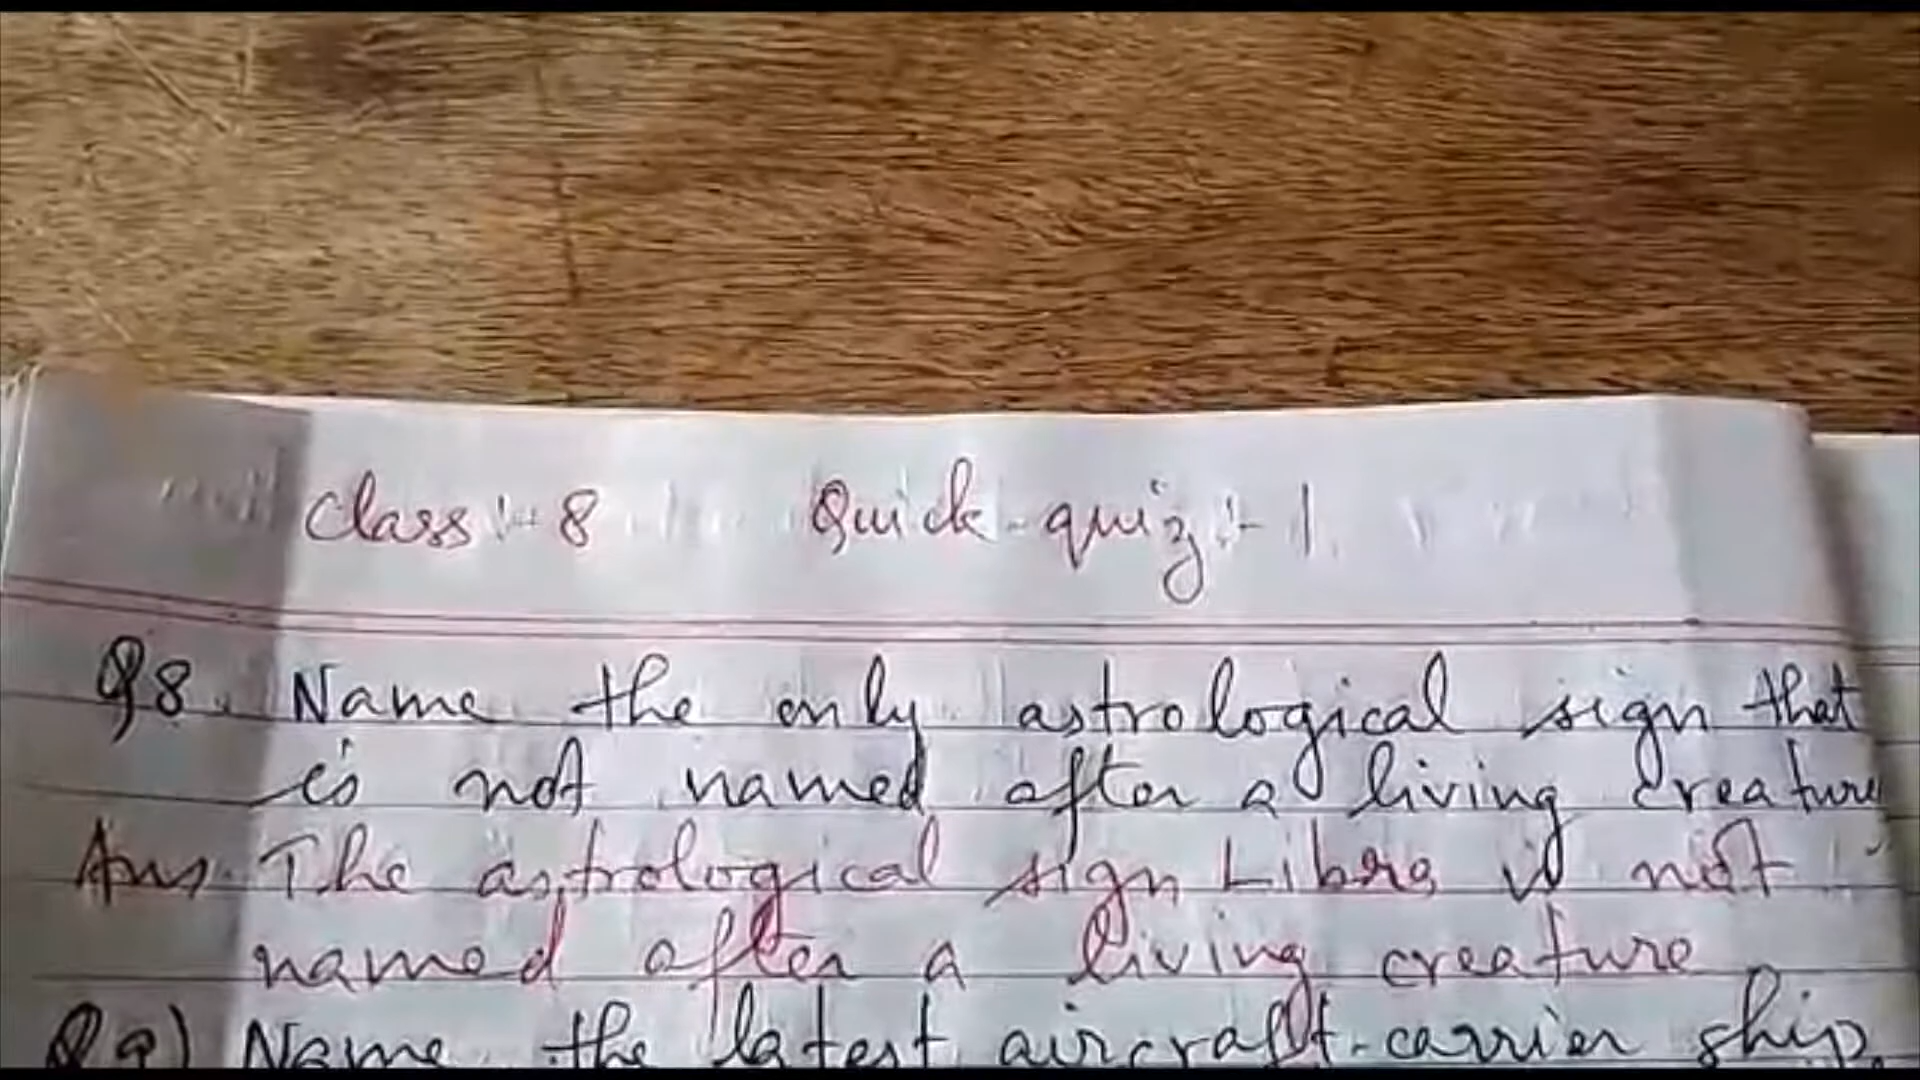 Class:- 8 Quick-quiz:- 1
Q8. Name the only astrological sign that
is not named after a living creature
Ans. The astrological sign Libra is not
named after a living creature
Q9) Name the latest aircraft-carrier ship.